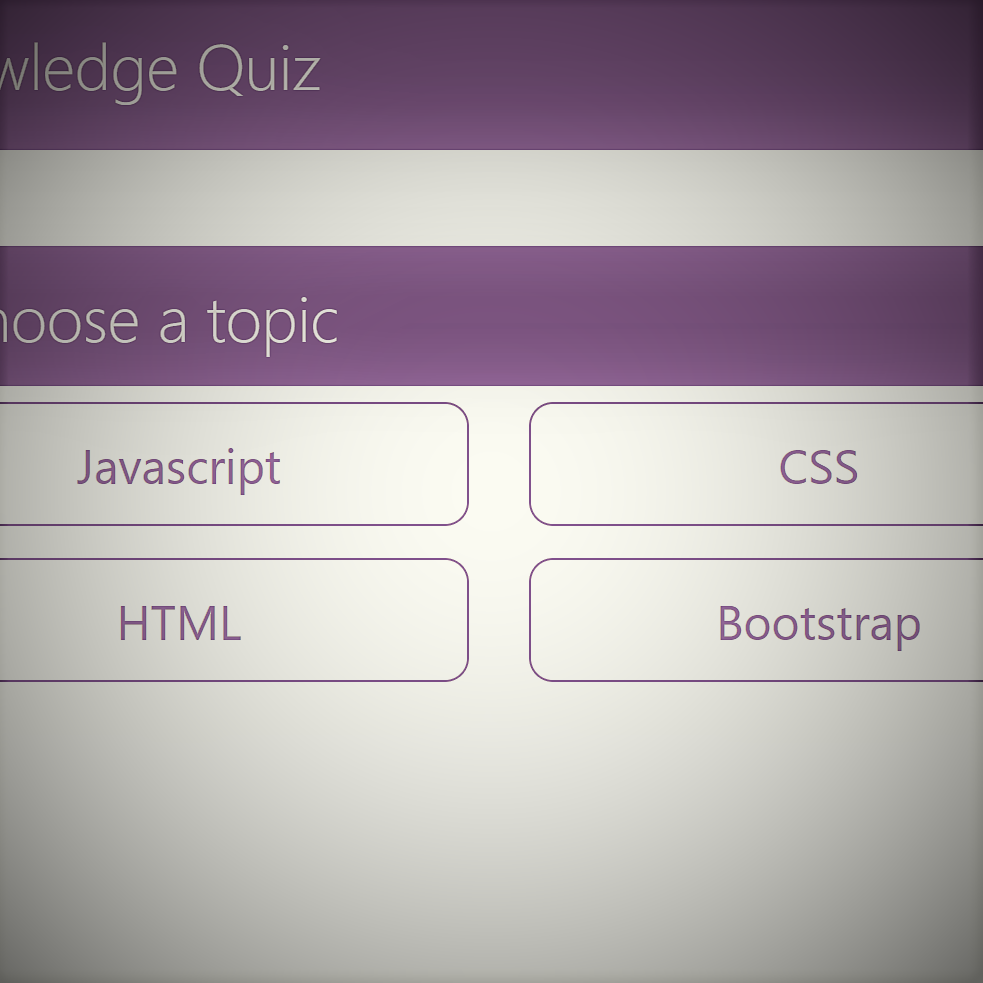 wledge Quiz
hoose a topic
Javascript
CSS
HTML
Bootstrap